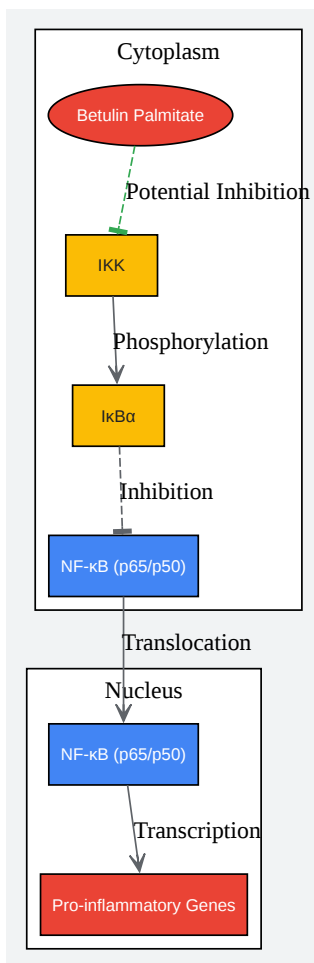 Cytoplasm
Betulin Palmitate
Potential Inhibition
IKK
Phosphorylation
IκBα
Inhibition
NF-κB (p65/p50)
Translocation
Nucleus
NF-κB (p65/p50)
Transcription
Pro-inflammatory Genes